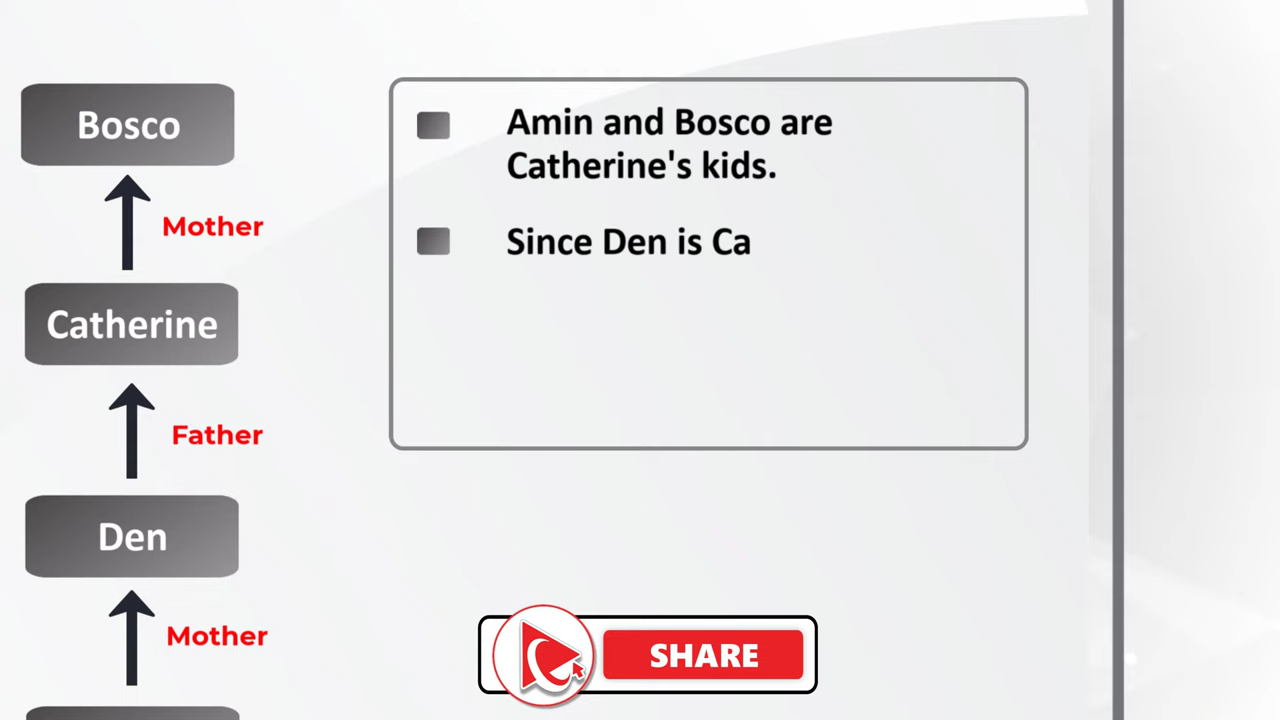 Bosco
Mother
Catherine
Father
Den
Mother
Amin and Bosco are
Catherine's kids.
Since Den is Ca
SHARE